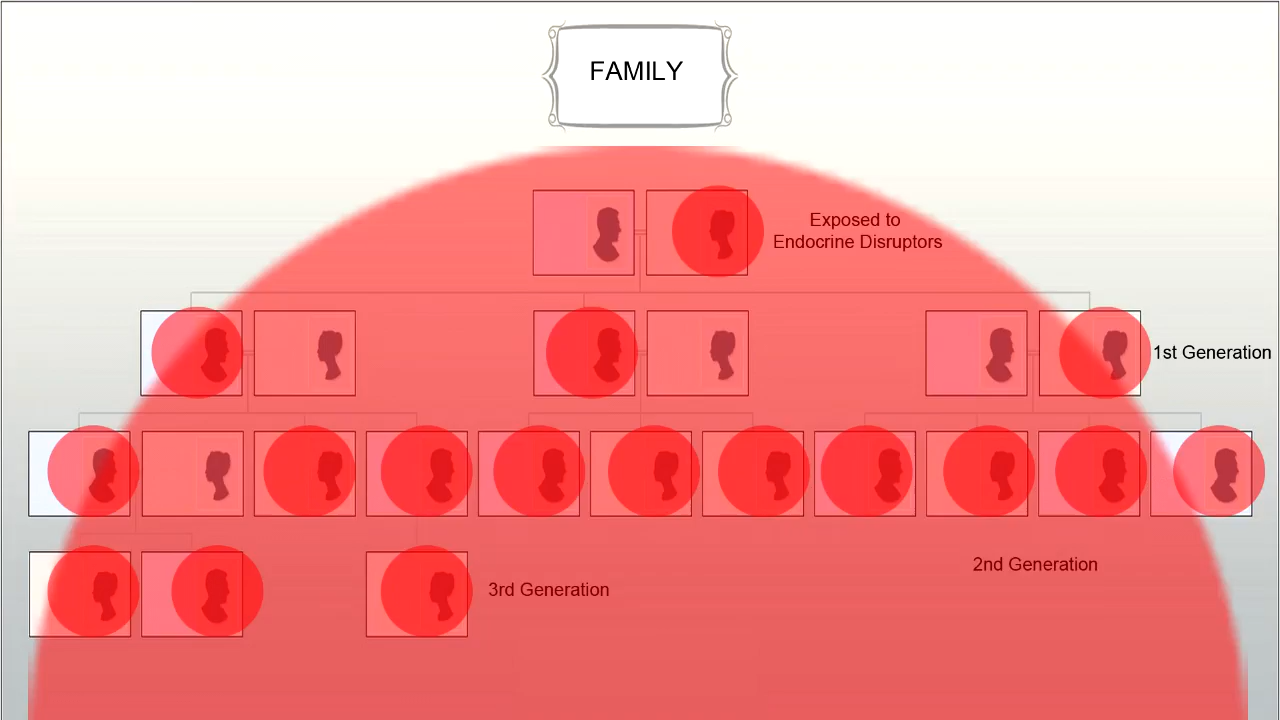 FAMILY
Exposed to
Endocrine Disruptors
1st Generation
2nd Generation
3rd Generation